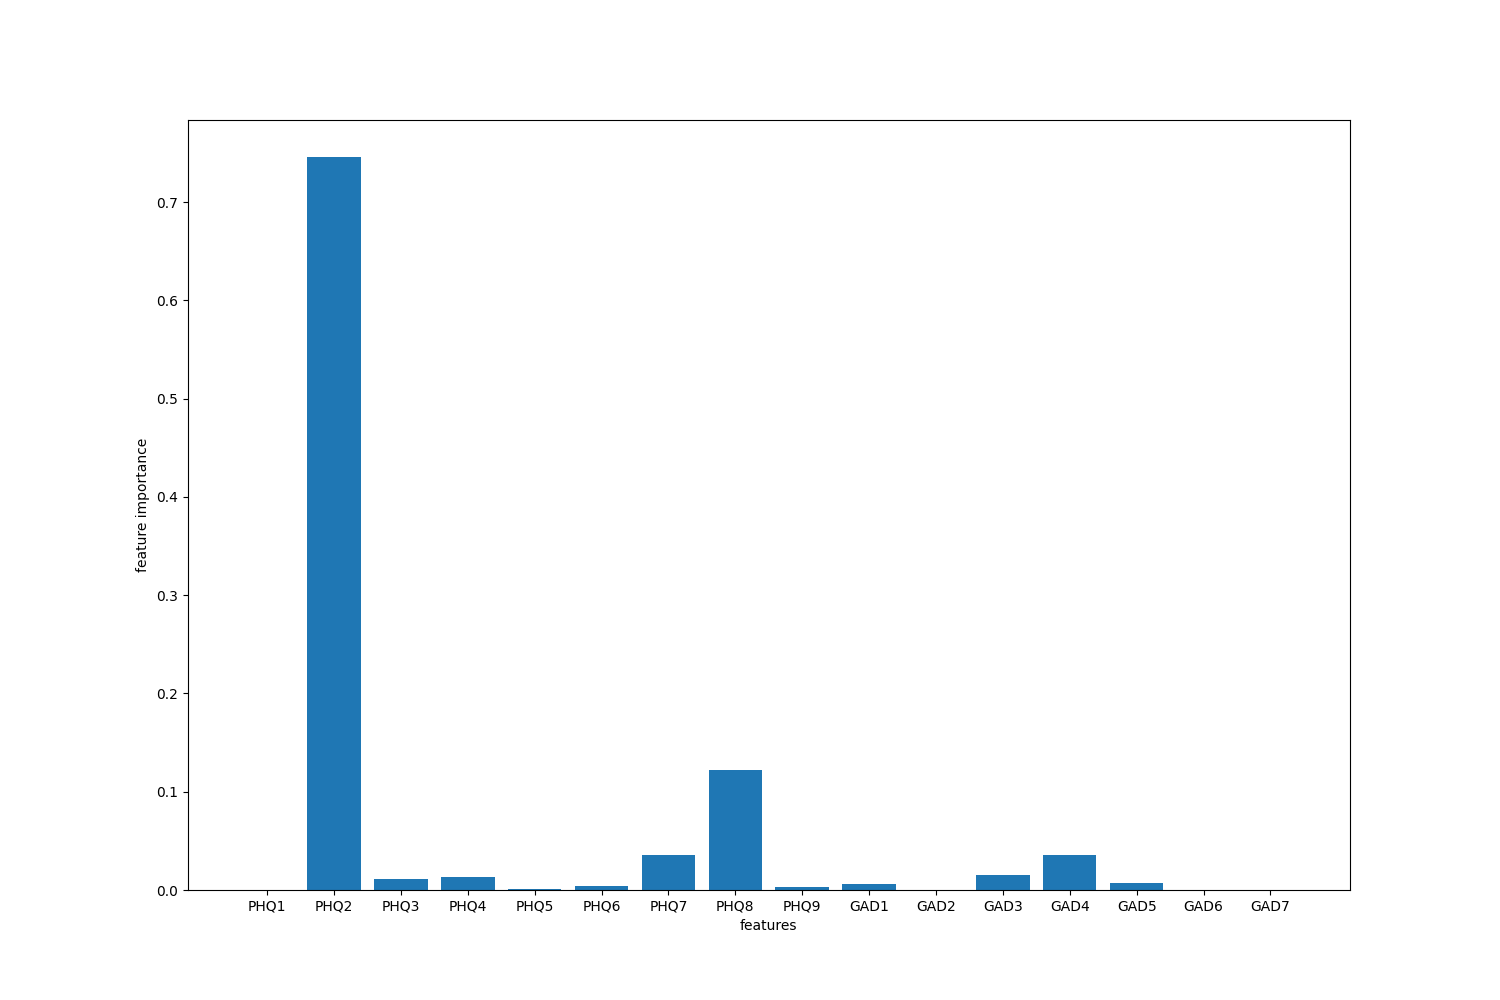 0.7
0.6
0.5
0.4
0.3
0.2
0.1
0.0
feature importance
PHQ1 PHQ2 PHQ3 PHQ4 PHQ5 PHQ6 PHQ7 PHQ8 PHQ9 GAD1 GAD2 GAD3 GAD4 GAD5 GAD6 GAD7
features